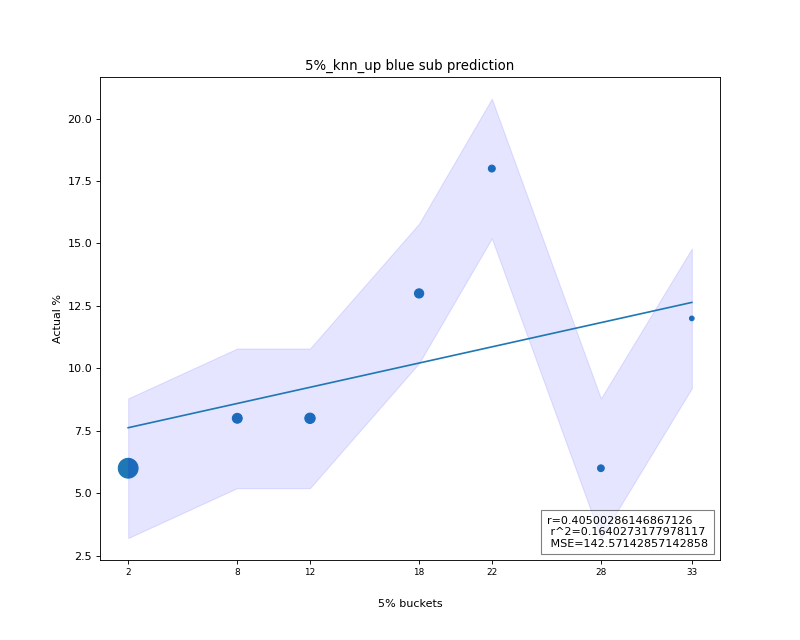 5%_knn_up blue sub prediction
20.0
17.5
15.0
12.5
10.0
7.5
5.0
2.5
Actual %
r=0.40500286146867126
r^2=0.1640273177978117
MSE=142.57142857142858
2 8 12 18 22 28 33
5% buckets